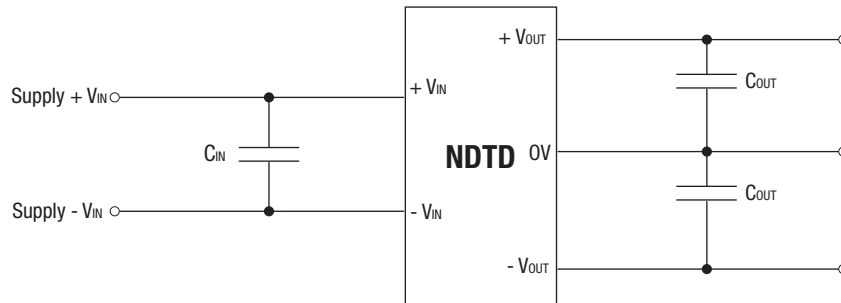 + VOUT
Supply + VIN
+ VIN
COUT
CIN
NDTD
0V
Supply - VIN
- VIN
COUT
- VOUT